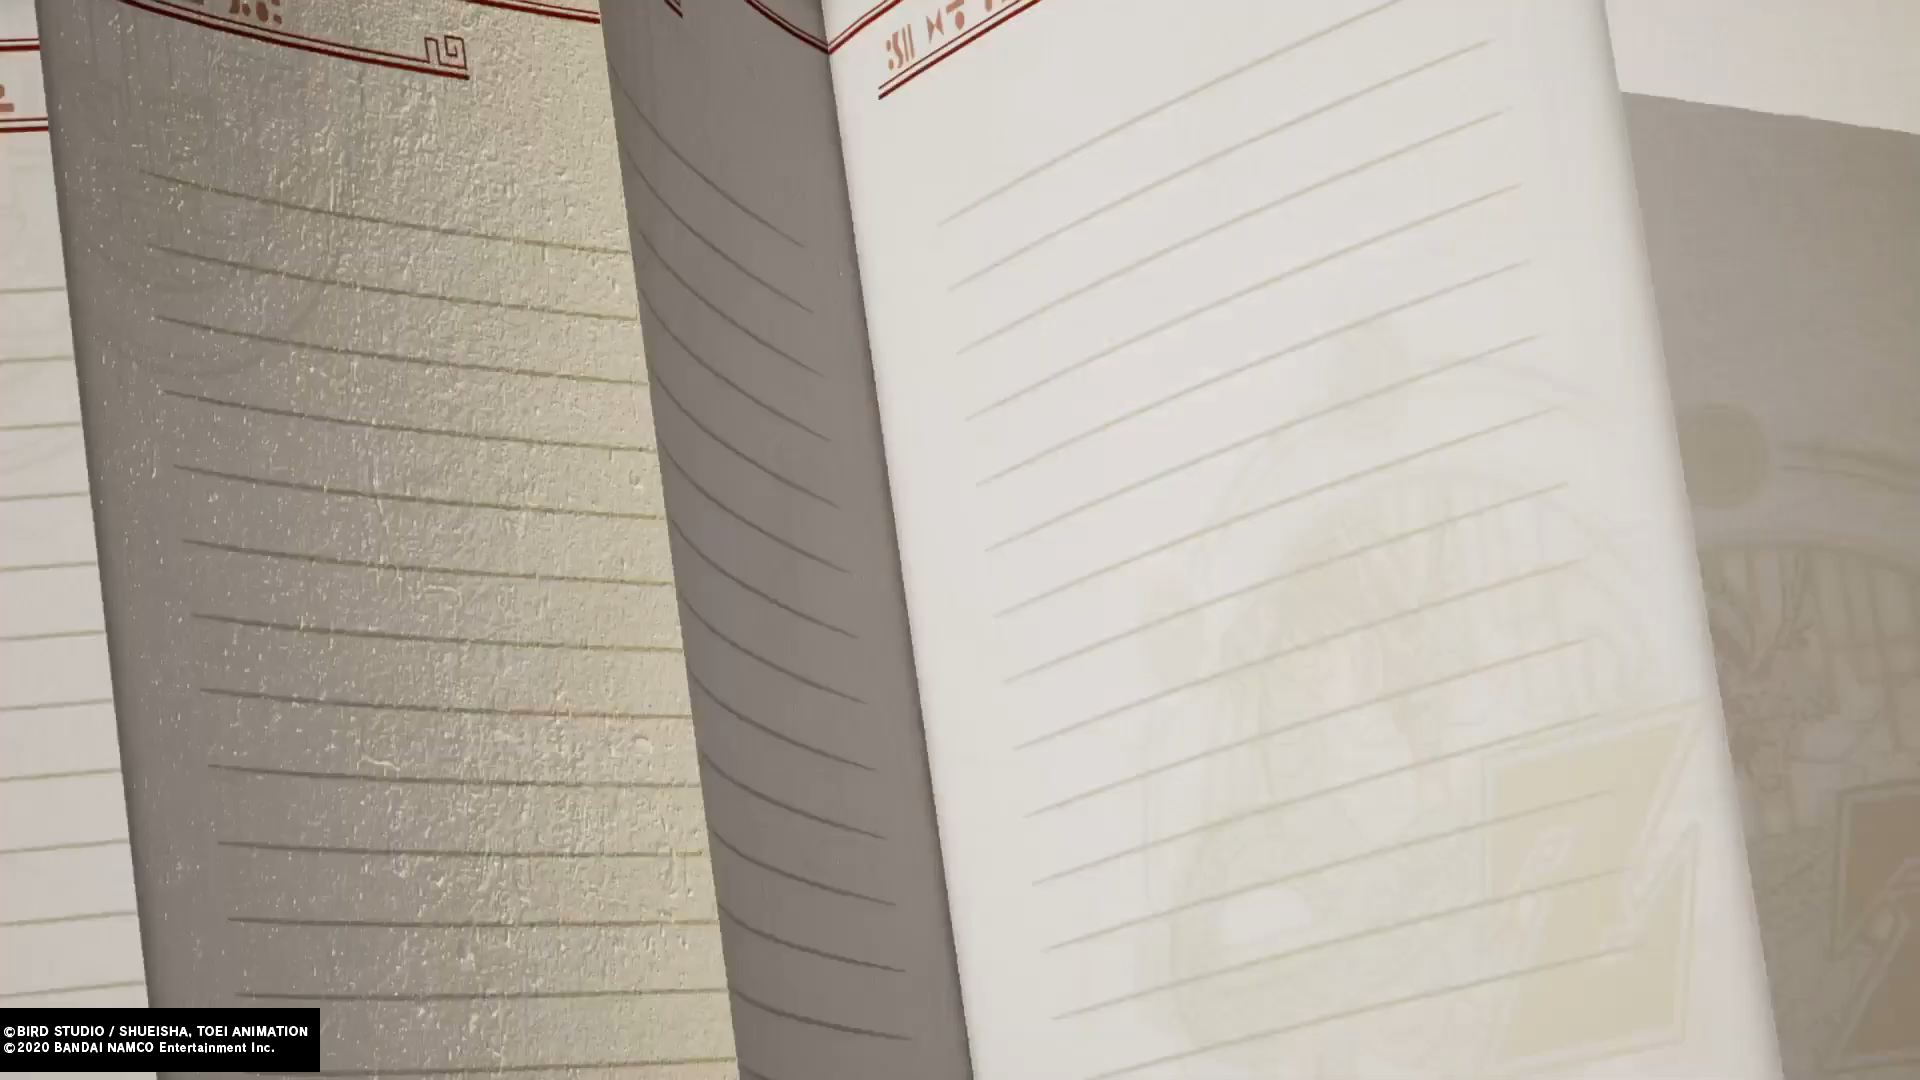 ©BIRD STUDIO / SHUEISHA, TOEI ANIMATION
©2020 BANDAI NAMCO Entertainment Inc.